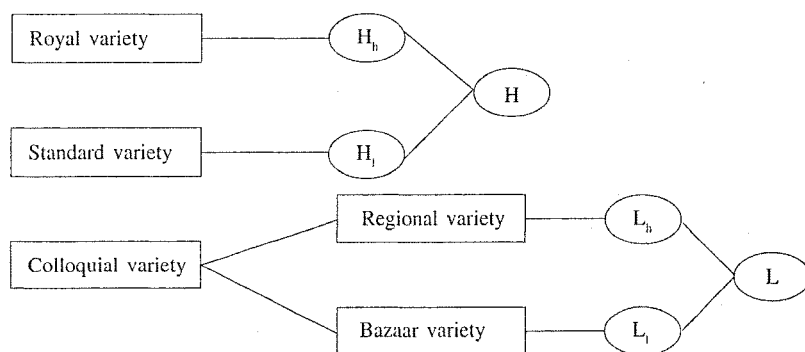 Royal variety
H_h
H
Standard variety
H_l
Regional variety
L_h
Colloquial variety
L
Bazaar variety
L_l